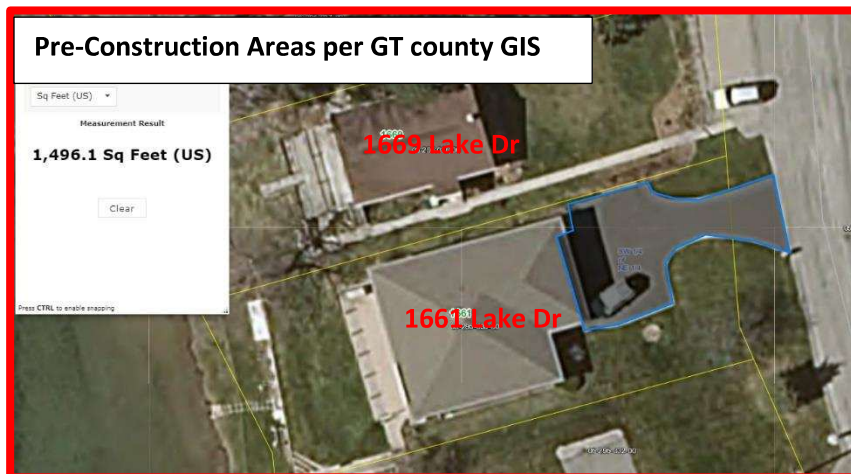 Pre-Construction Areas per GT county GIS
Sq Feet (US)
Measurement Result
1,496.1 Sq Feet (US)
Clear
Press CTRL to enable snapping
1669 Lake Dr
1661 Lake Dr